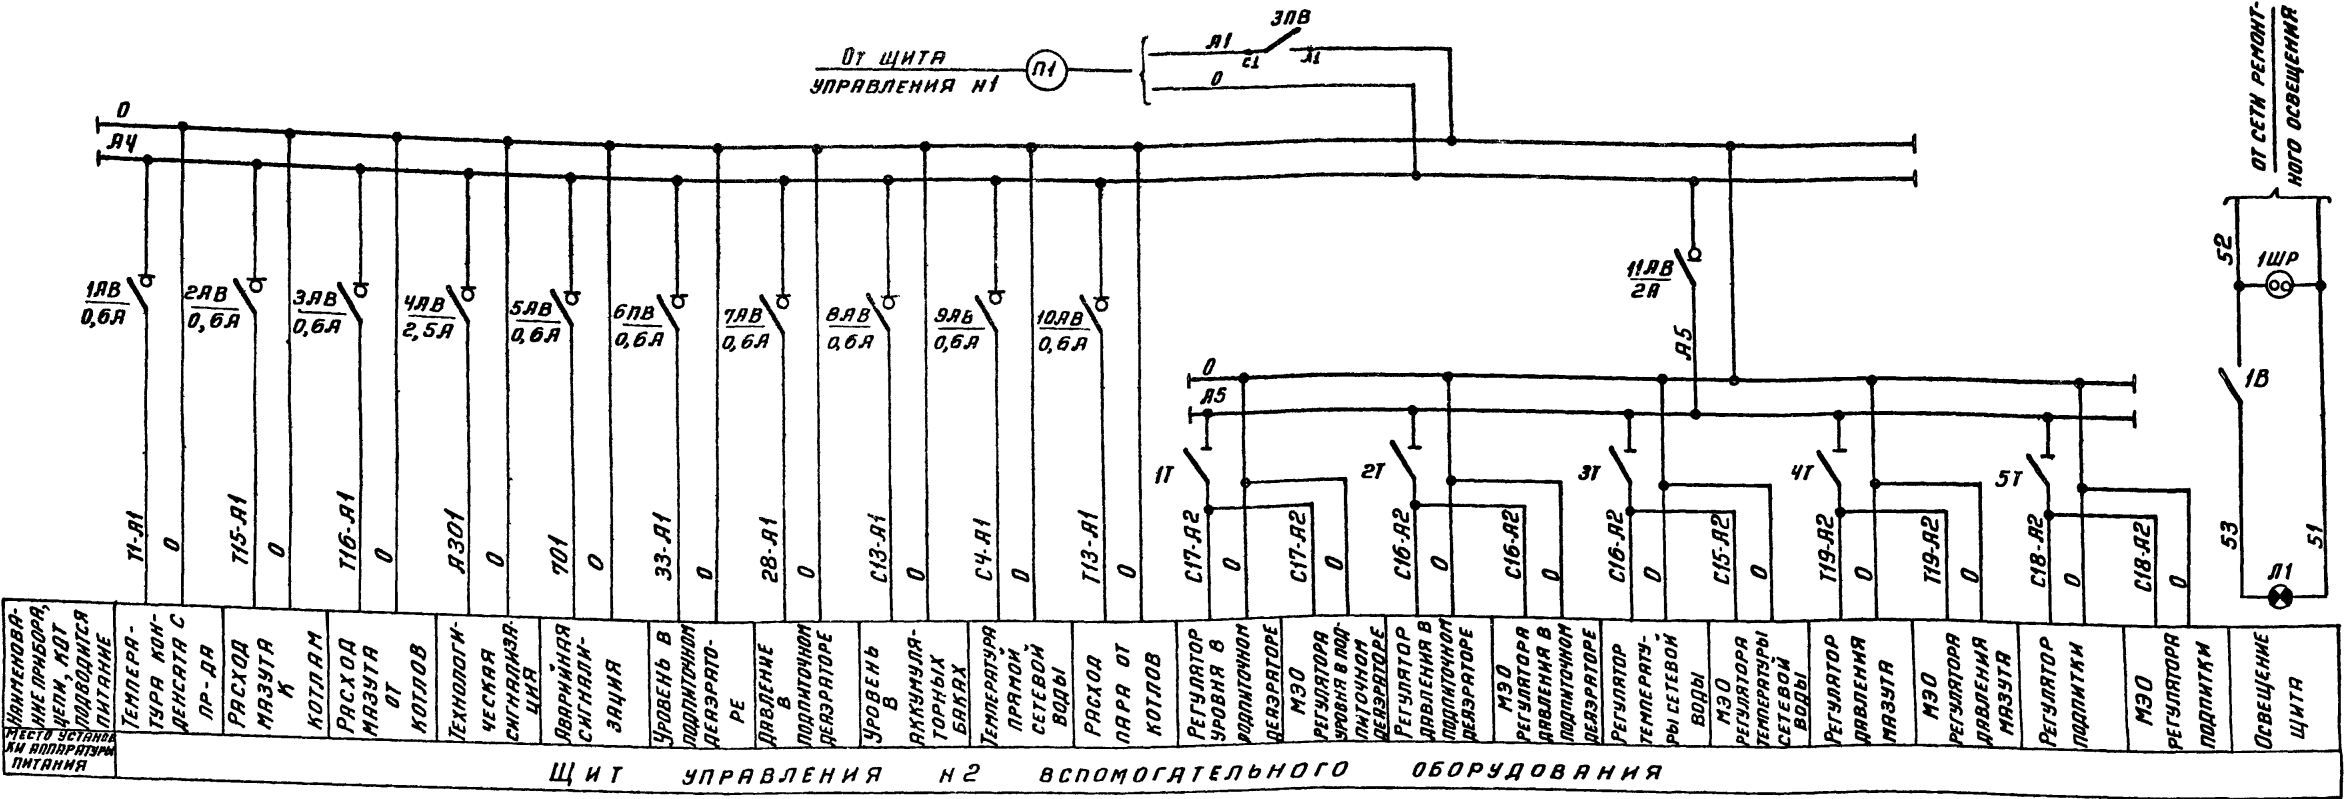 3ПВ
А1
С1
Л1
От щита
управления н1
П1
0
От сети ремонт-
ного освещения
0
А4
1АВ
0,6А
2АВ
0,6А
3АВ
0,6А
4АВ
2,5А
5АВ
0,6А
6ПВ
0,6А
7АВ
0,6А
8АВ
0,6А
9АВ
0,6А
10АВ
0,6А
11АВ
2А
А5
52
1ШР
1В
0
А5
1Т
2Т
3Т
4Т
5Т
Т1-А1
0
Т15-А1
0
Т16-А1
0
А301
0
701
0
33-А1
0
28-А1
0
С13-А1
0
С4-А1
0
Т13-А1
0
С17-А2
0
С17-А2
0
С16-А2
0
С16-А2
0
С16-А2
0
С15-А2
0
Т19-А2
0
Т19-А2
0
С18-А2
0
С18-А2
0
53
51
Л1
Наименова-
ние прибора,
цепи, кот
подводится
питание
Темпера-
тура кон-
денсата с
пр-да
Расход
мазута
к
котлам
Расход
мазута
от
котлов
Технологи-
ческая
сигнализа-
ция
Аварийная
сигнали-
зация
Уровень в
подпиточном
деаэрато-
ре
Давление
в
подпиточном
деаэраторе
Уровень
в
аккумуля-
торных
баках
Температура
прямой
сетевой
воды
Расход
пара от
котлов
Регулятор
уровня в
подпиточном
деаэраторе
МЭО
регулятора
уровня в под-
питочном
деаэраторе
Регулятор
давления в
подпиточном
деаэраторе
МЭО
регулятора
давления в
подпиточном
деаэраторе
Регулятор
температу-
ры сетевой
воды
МЭО
регулятора
температуры
сетевой
воды
Регулятор
давления
мазута
МЭО
регулятора
давления
мазута
Регулятор
подпитки
МЭО
регулятора
подпитки
Освещение
щита
Место установ
ки аппаратуры
питания
Щит управления н2 вспомогательного оборудования